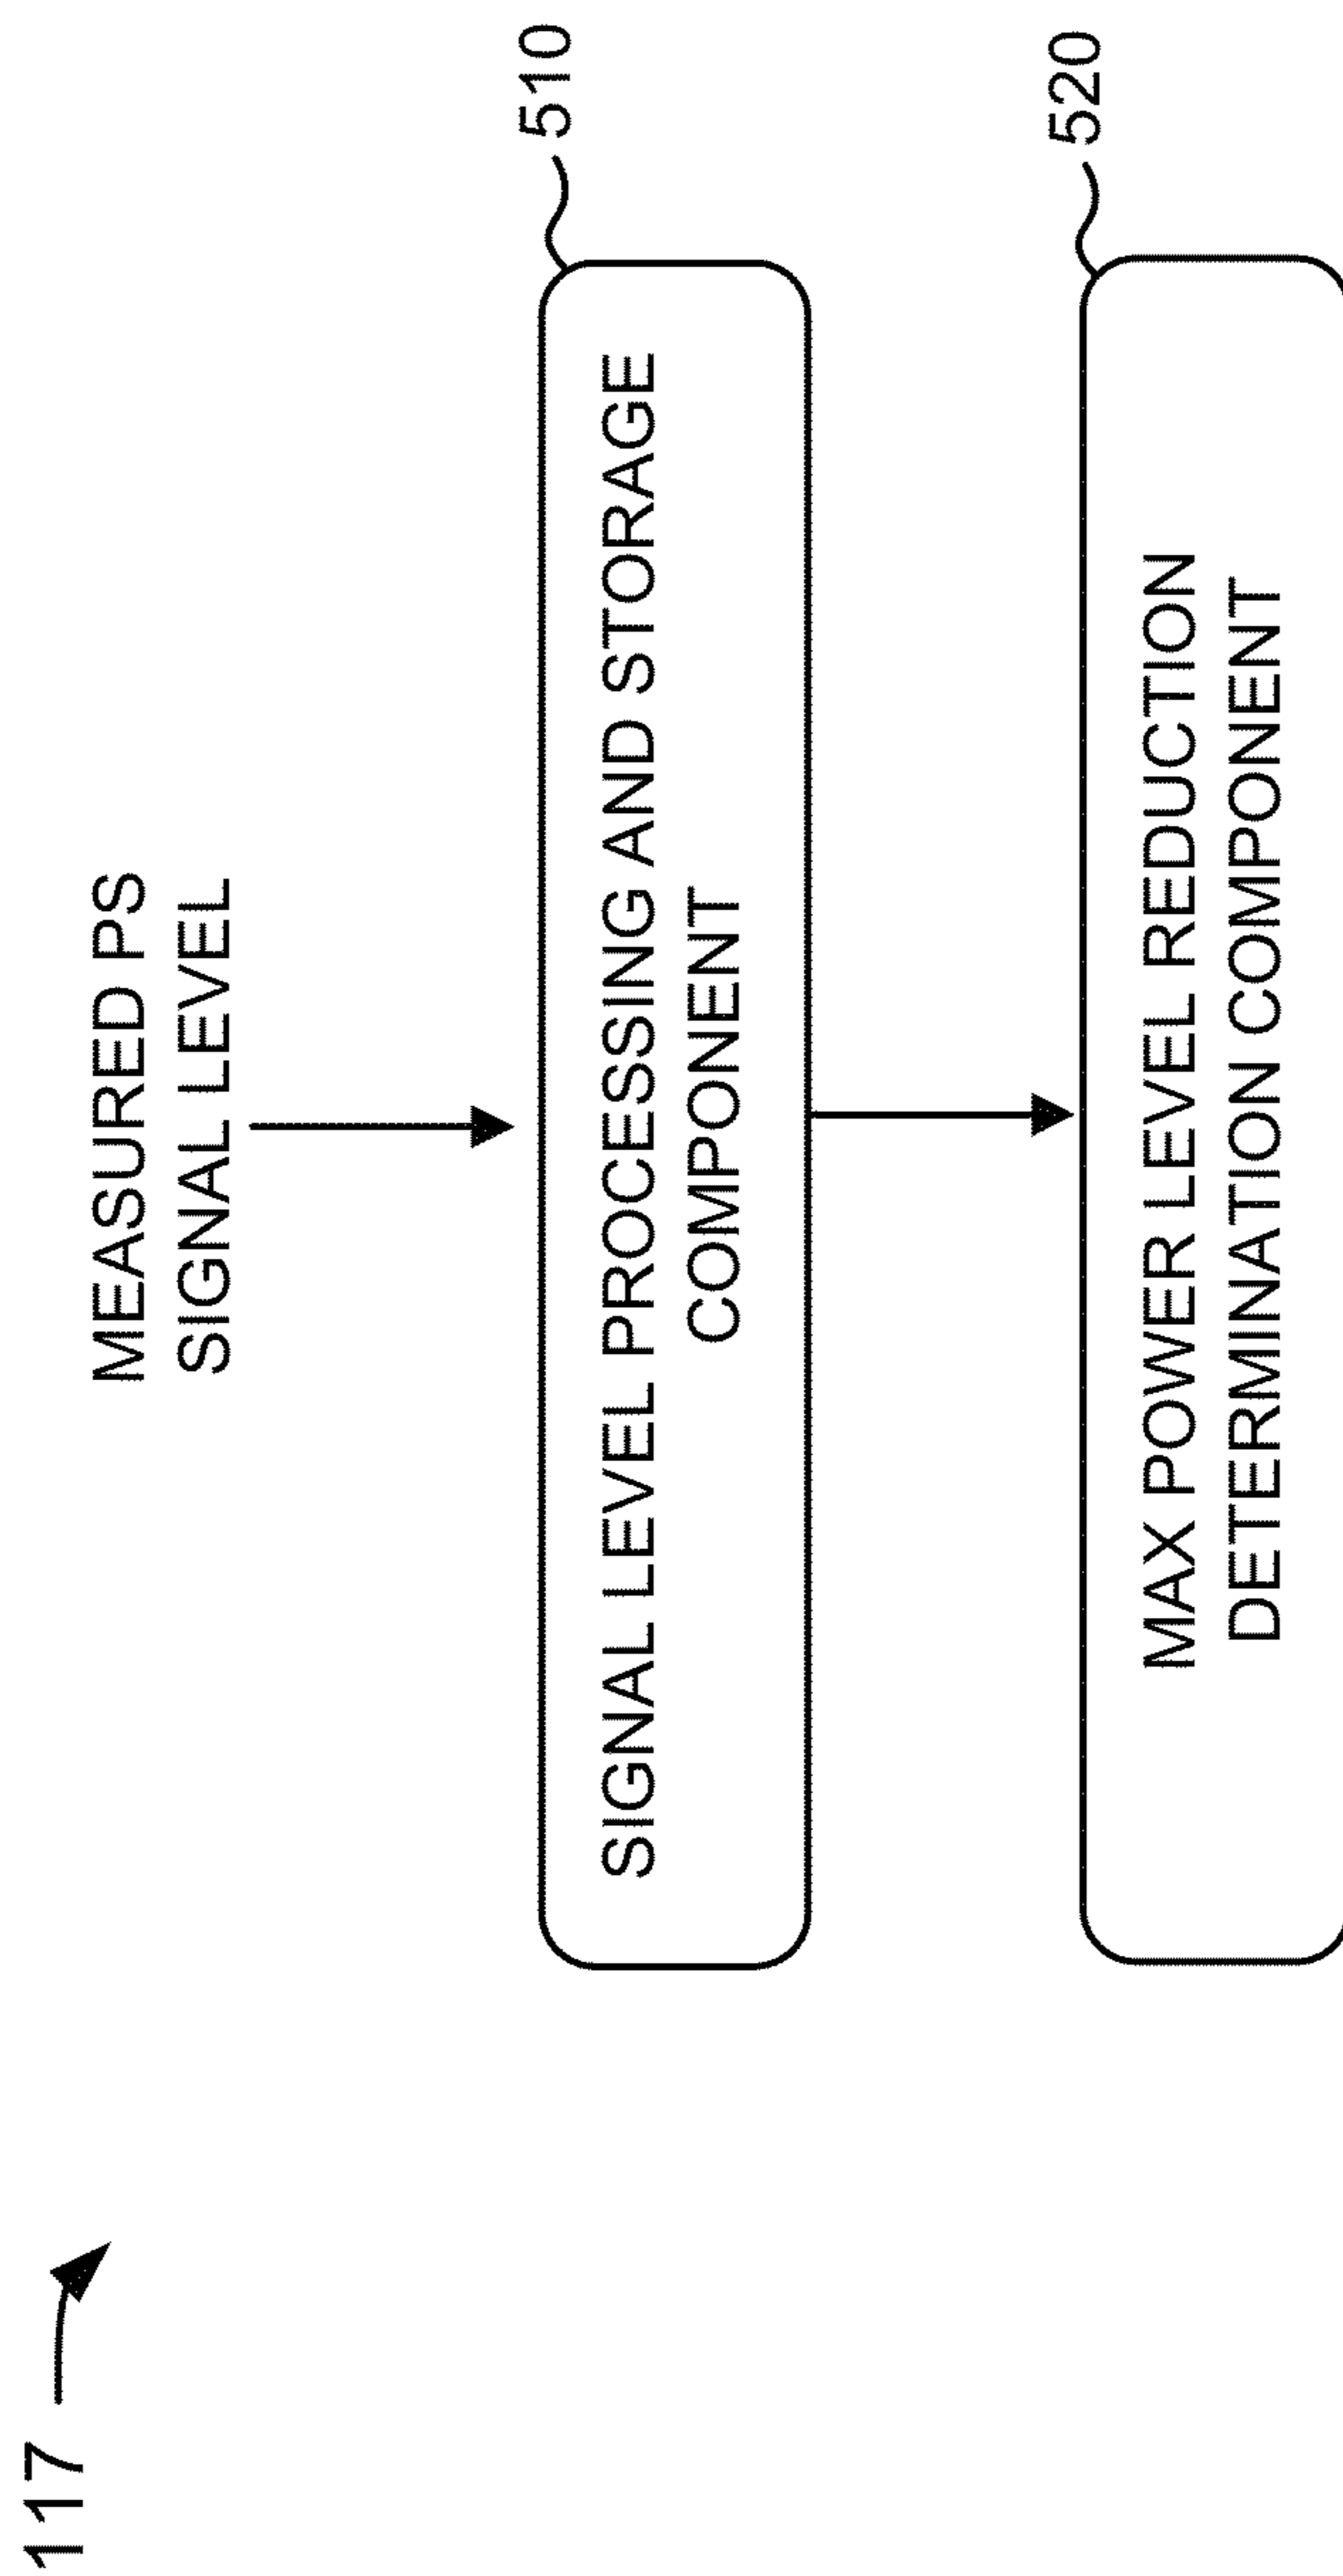 117
MEASURED PS
SIGNAL LEVEL
510
SIGNAL LEVEL PROCESSING AND STORAGE
COMPONENT
520
MAX POWER LEVEL REDUCTION
DETERMINATION COMPONENT